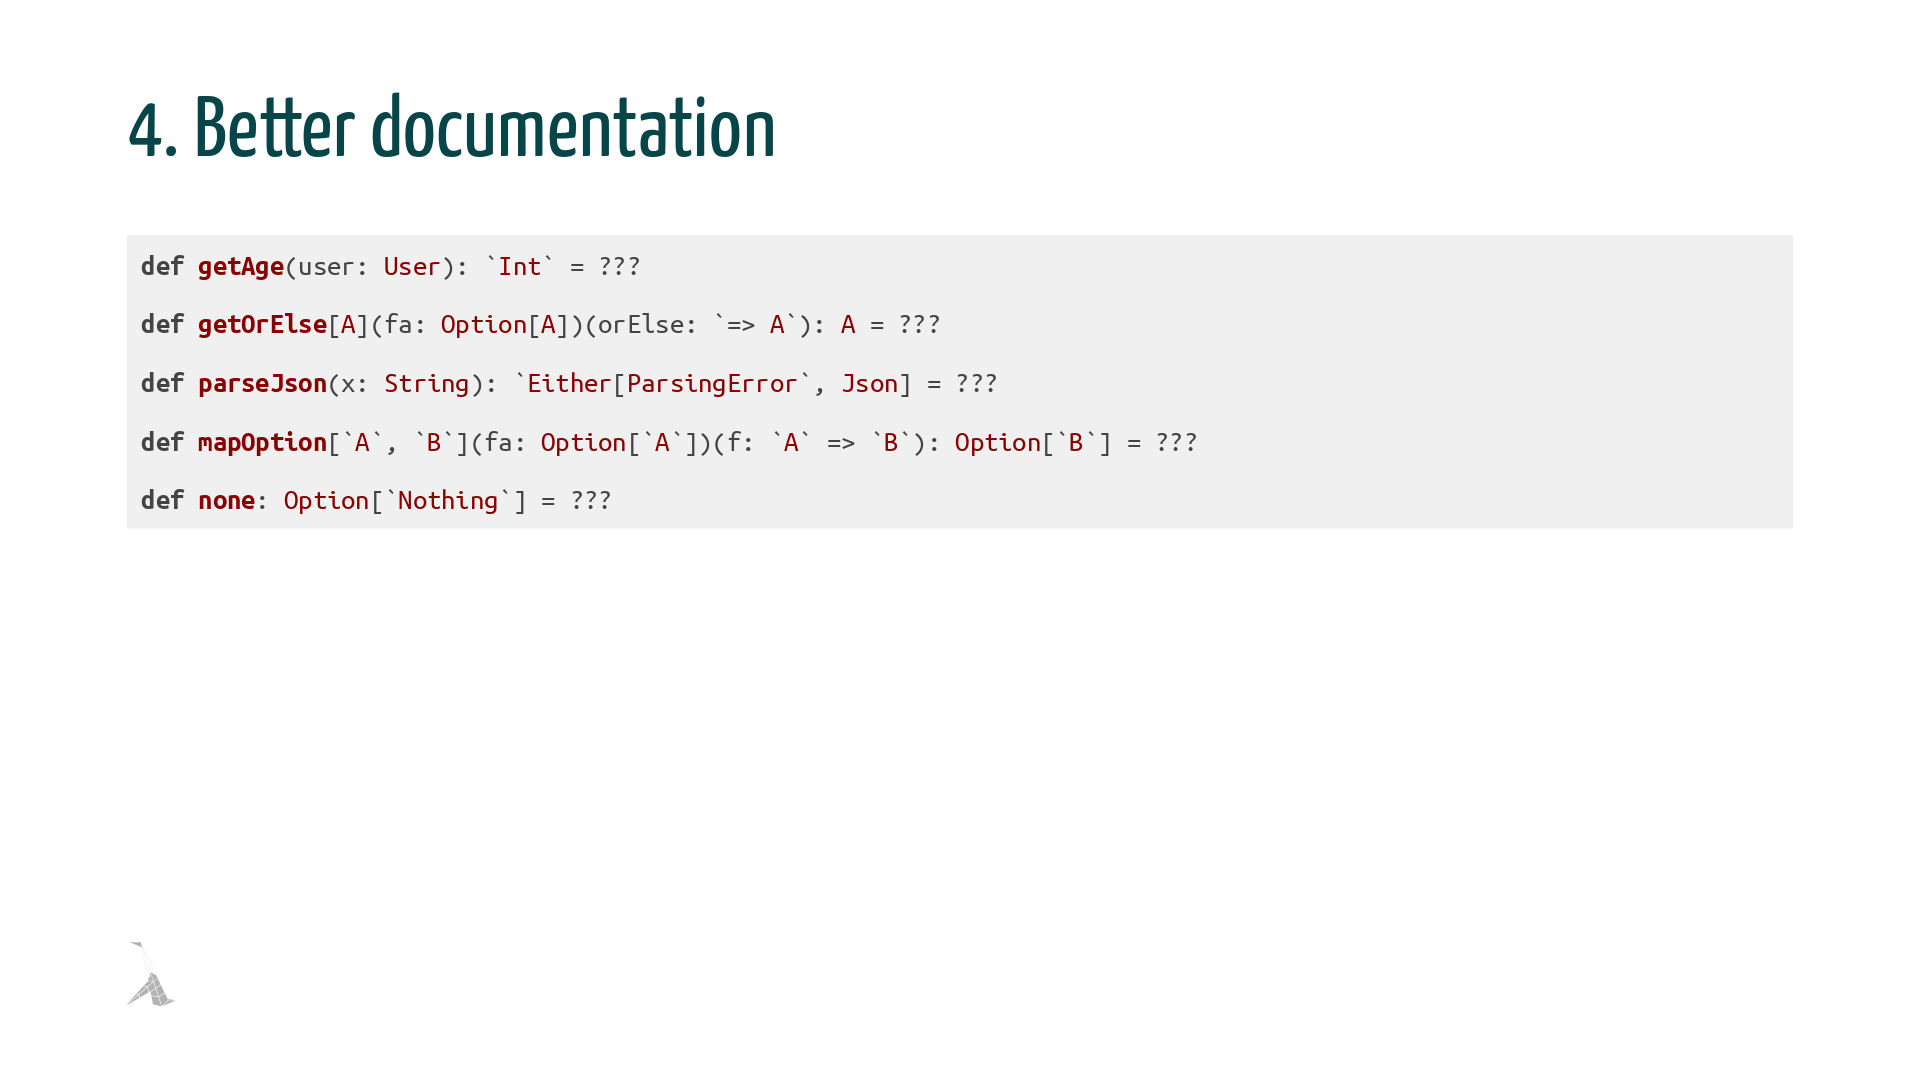 4. Better documentation
def getAge(user: User): `Int` = ???
def getOrElse[A](fa: Option[A])(orElse: `=> A`): A = ???
def parseJson(x: String): `Either[ParsingError`, Json] = ???
def mapOption[`A`, `B`](fa: Option[`A`])(f: `A` => `B`): Option[`B`] = ???
def none: Option[`Nothing`] = ???